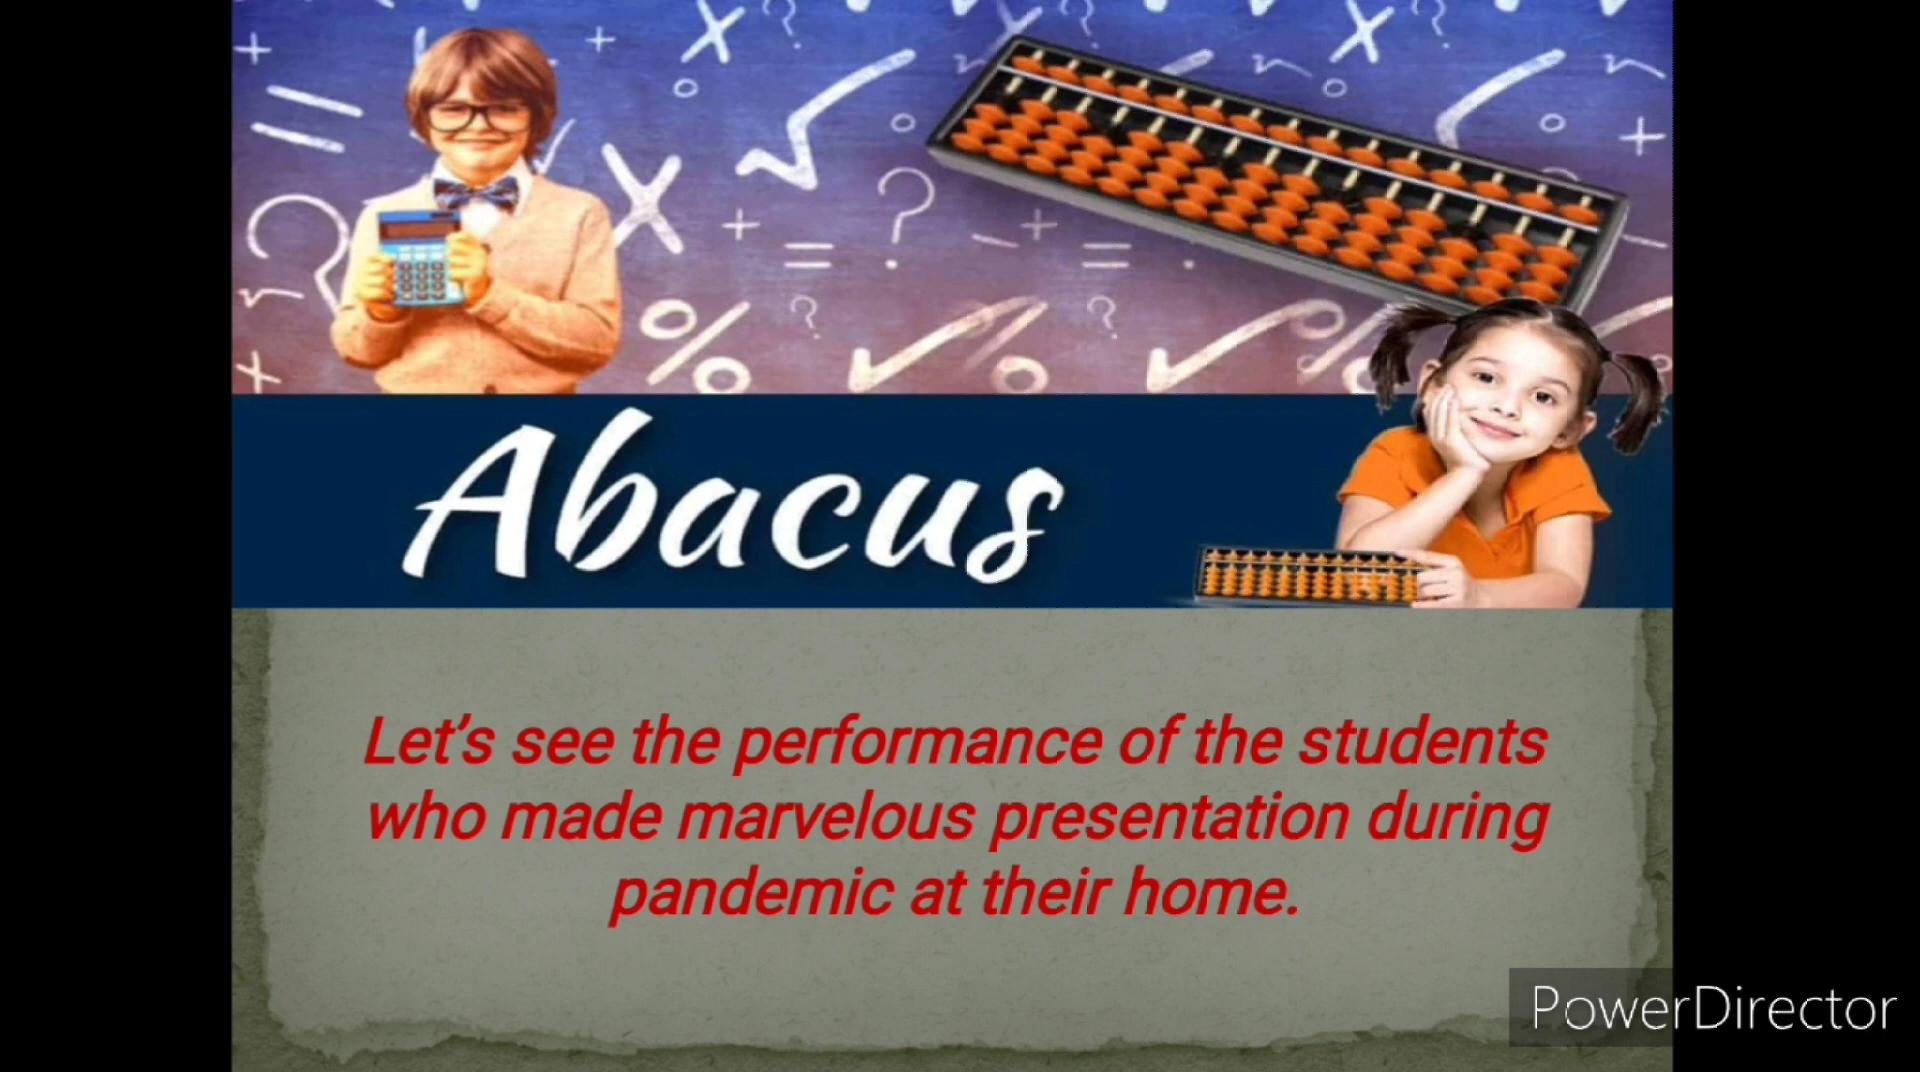 Abacus
Let's see the performance of the students
who made marvelous presentation during
pandemic at their home.
PowerDirector